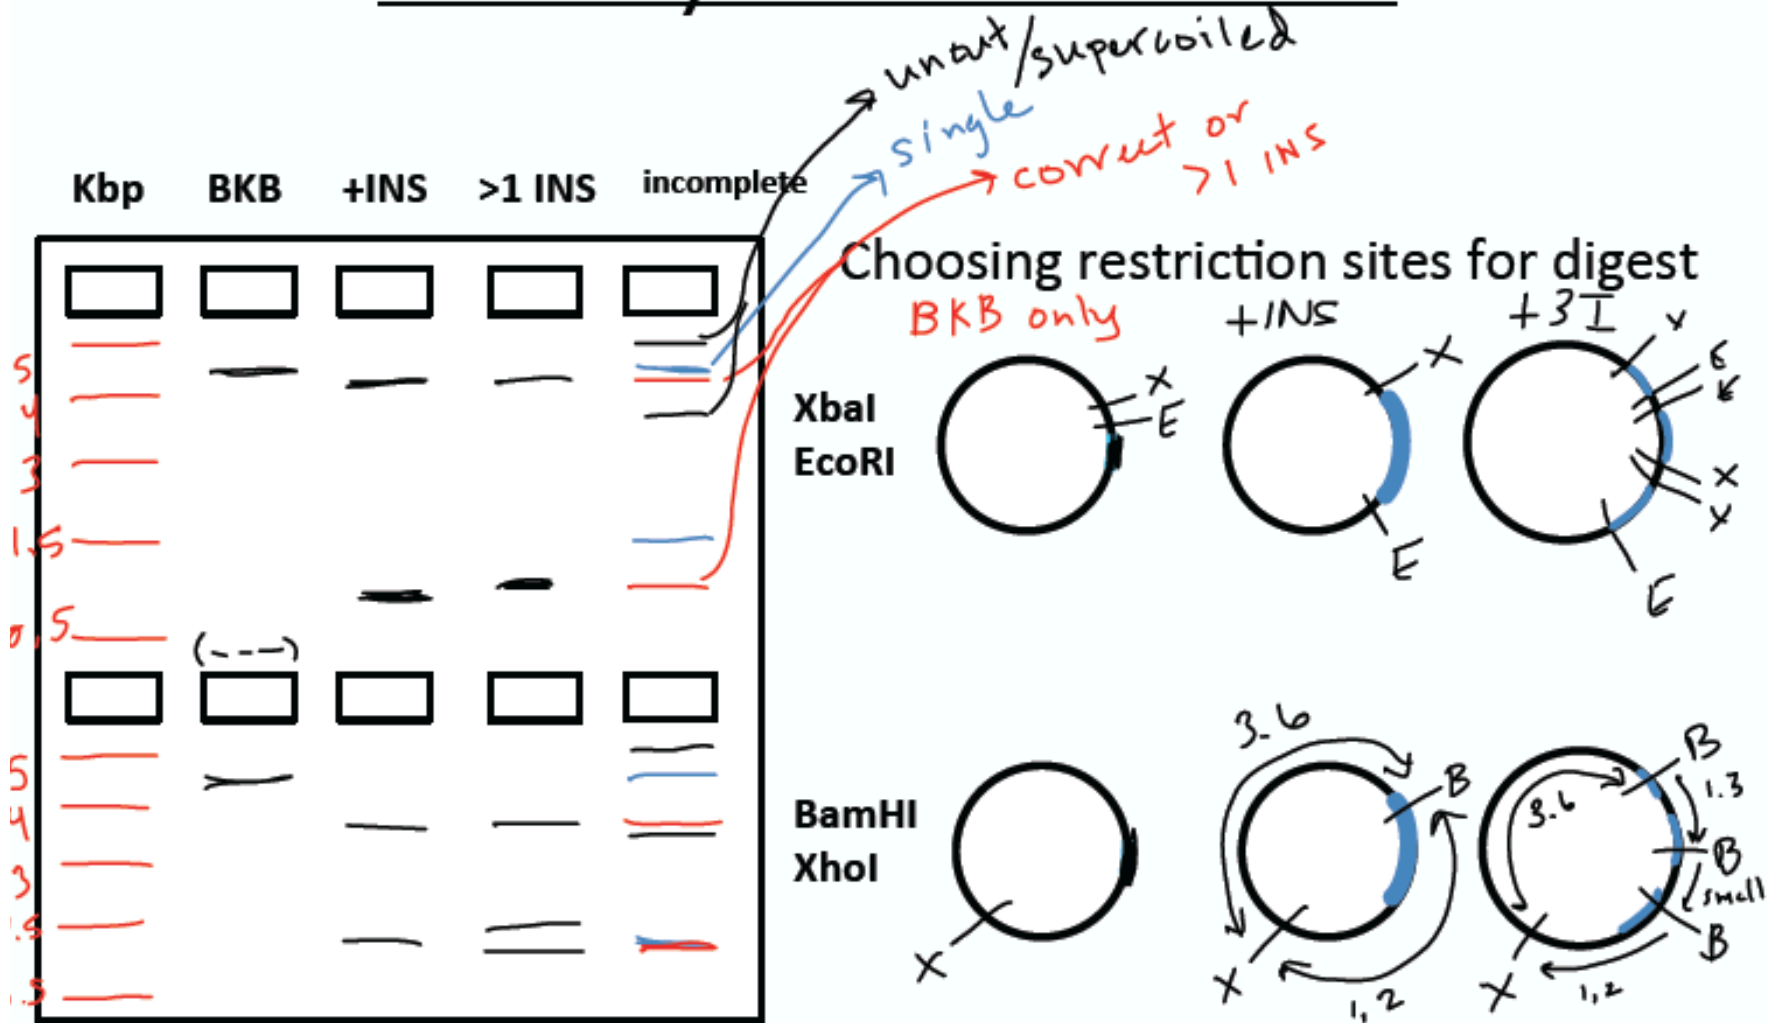 uncut/supercoiled
single
correct or
>1 INS
Kbp BKB +INS >1 INS incomplete
Choosing restriction sites for digest
BKB only +INS +3 I
5
4
3
1.5
0.5
XbaI
EcoRI
X
E
X
E
X
E
E
X
X
E
5
4
3
.5
.5
BamHI
XhoI
X
3.6
B
X
1,2
B
1.3
3.6
B
small
B
X
1,2